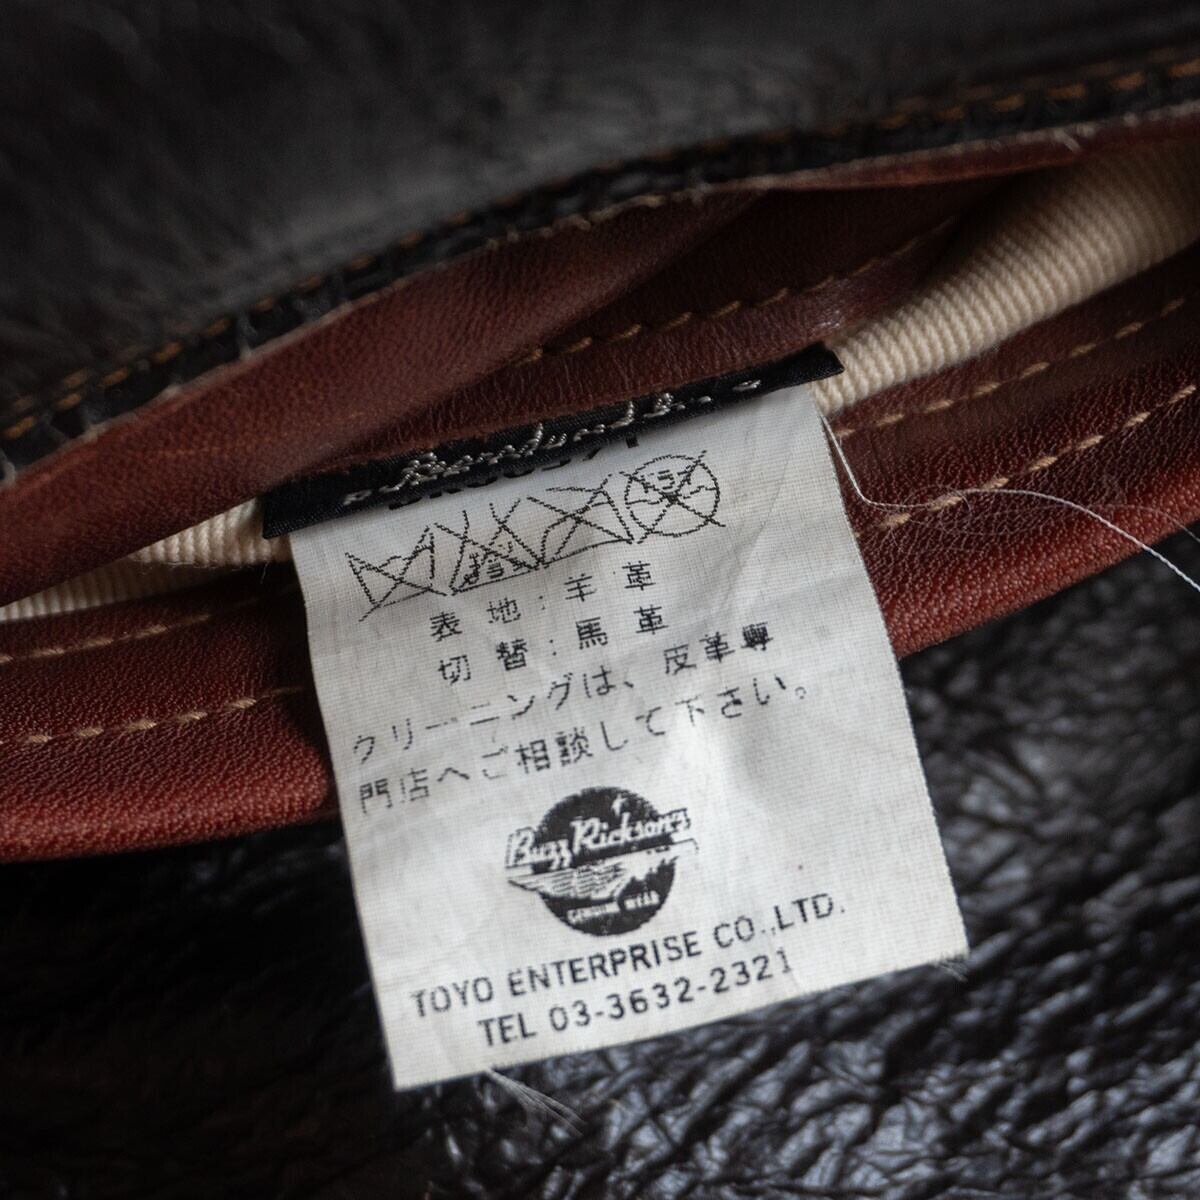 表地:羊革
切替:馬革
クリーニングは、皮革専
門店へご相談して下さい。
Buzz Rickson's
GENUINE WEAR
TOYO ENTERPRISE CO.,LTD.
TEL 03-3632-2321